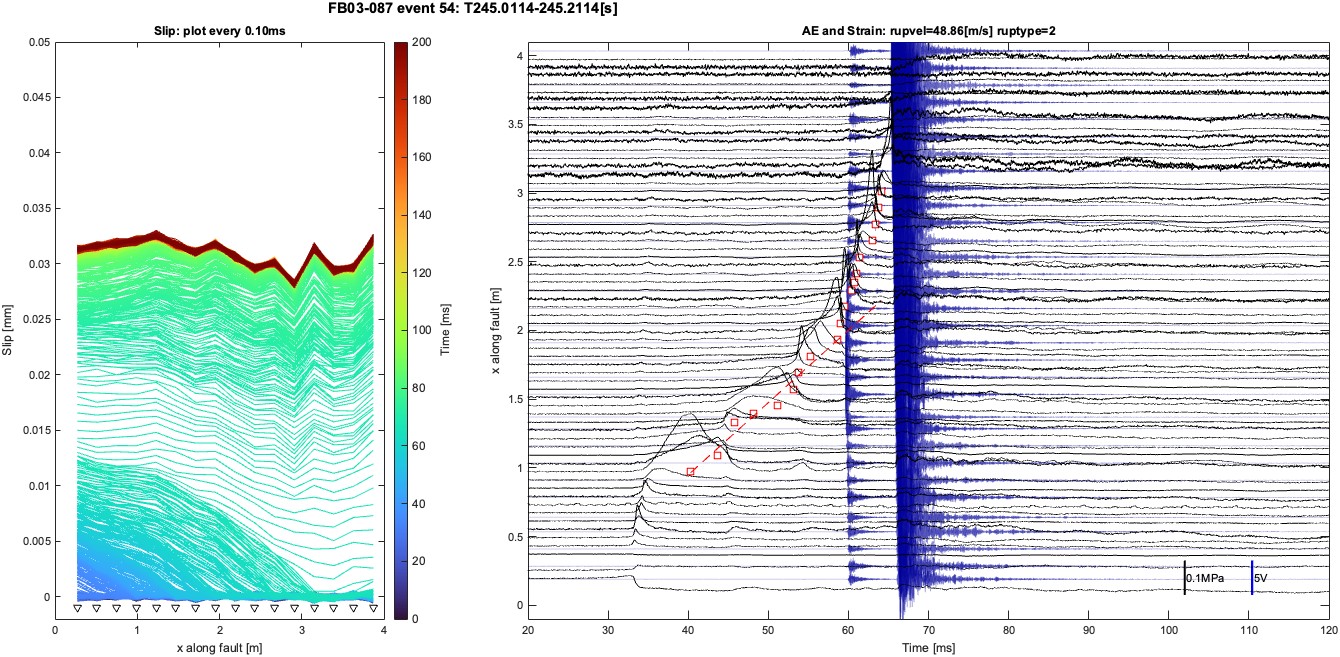 FB03-087 event 54: T245.0114-245.2114[s]
Slip: plot every 0.10ms
0.05
0.045
0.04
0.035
0.03
0.025
0.02
0.015
0.01
0.005
0
Slip [mm]
0 1 2 3 4
x along fault [m]
200
180
160
140
120
100
80
60
40
20
0
Time [ms]
AE and Strain: rupvel=48.86[m/s] ruptype=2
4
3.5
3
2.5
2
1.5
1
0.5
0
x along fault [m]
0.1MPa 5V
20 30 40 50 60 70 80 90 100 110 120
Time [ms]